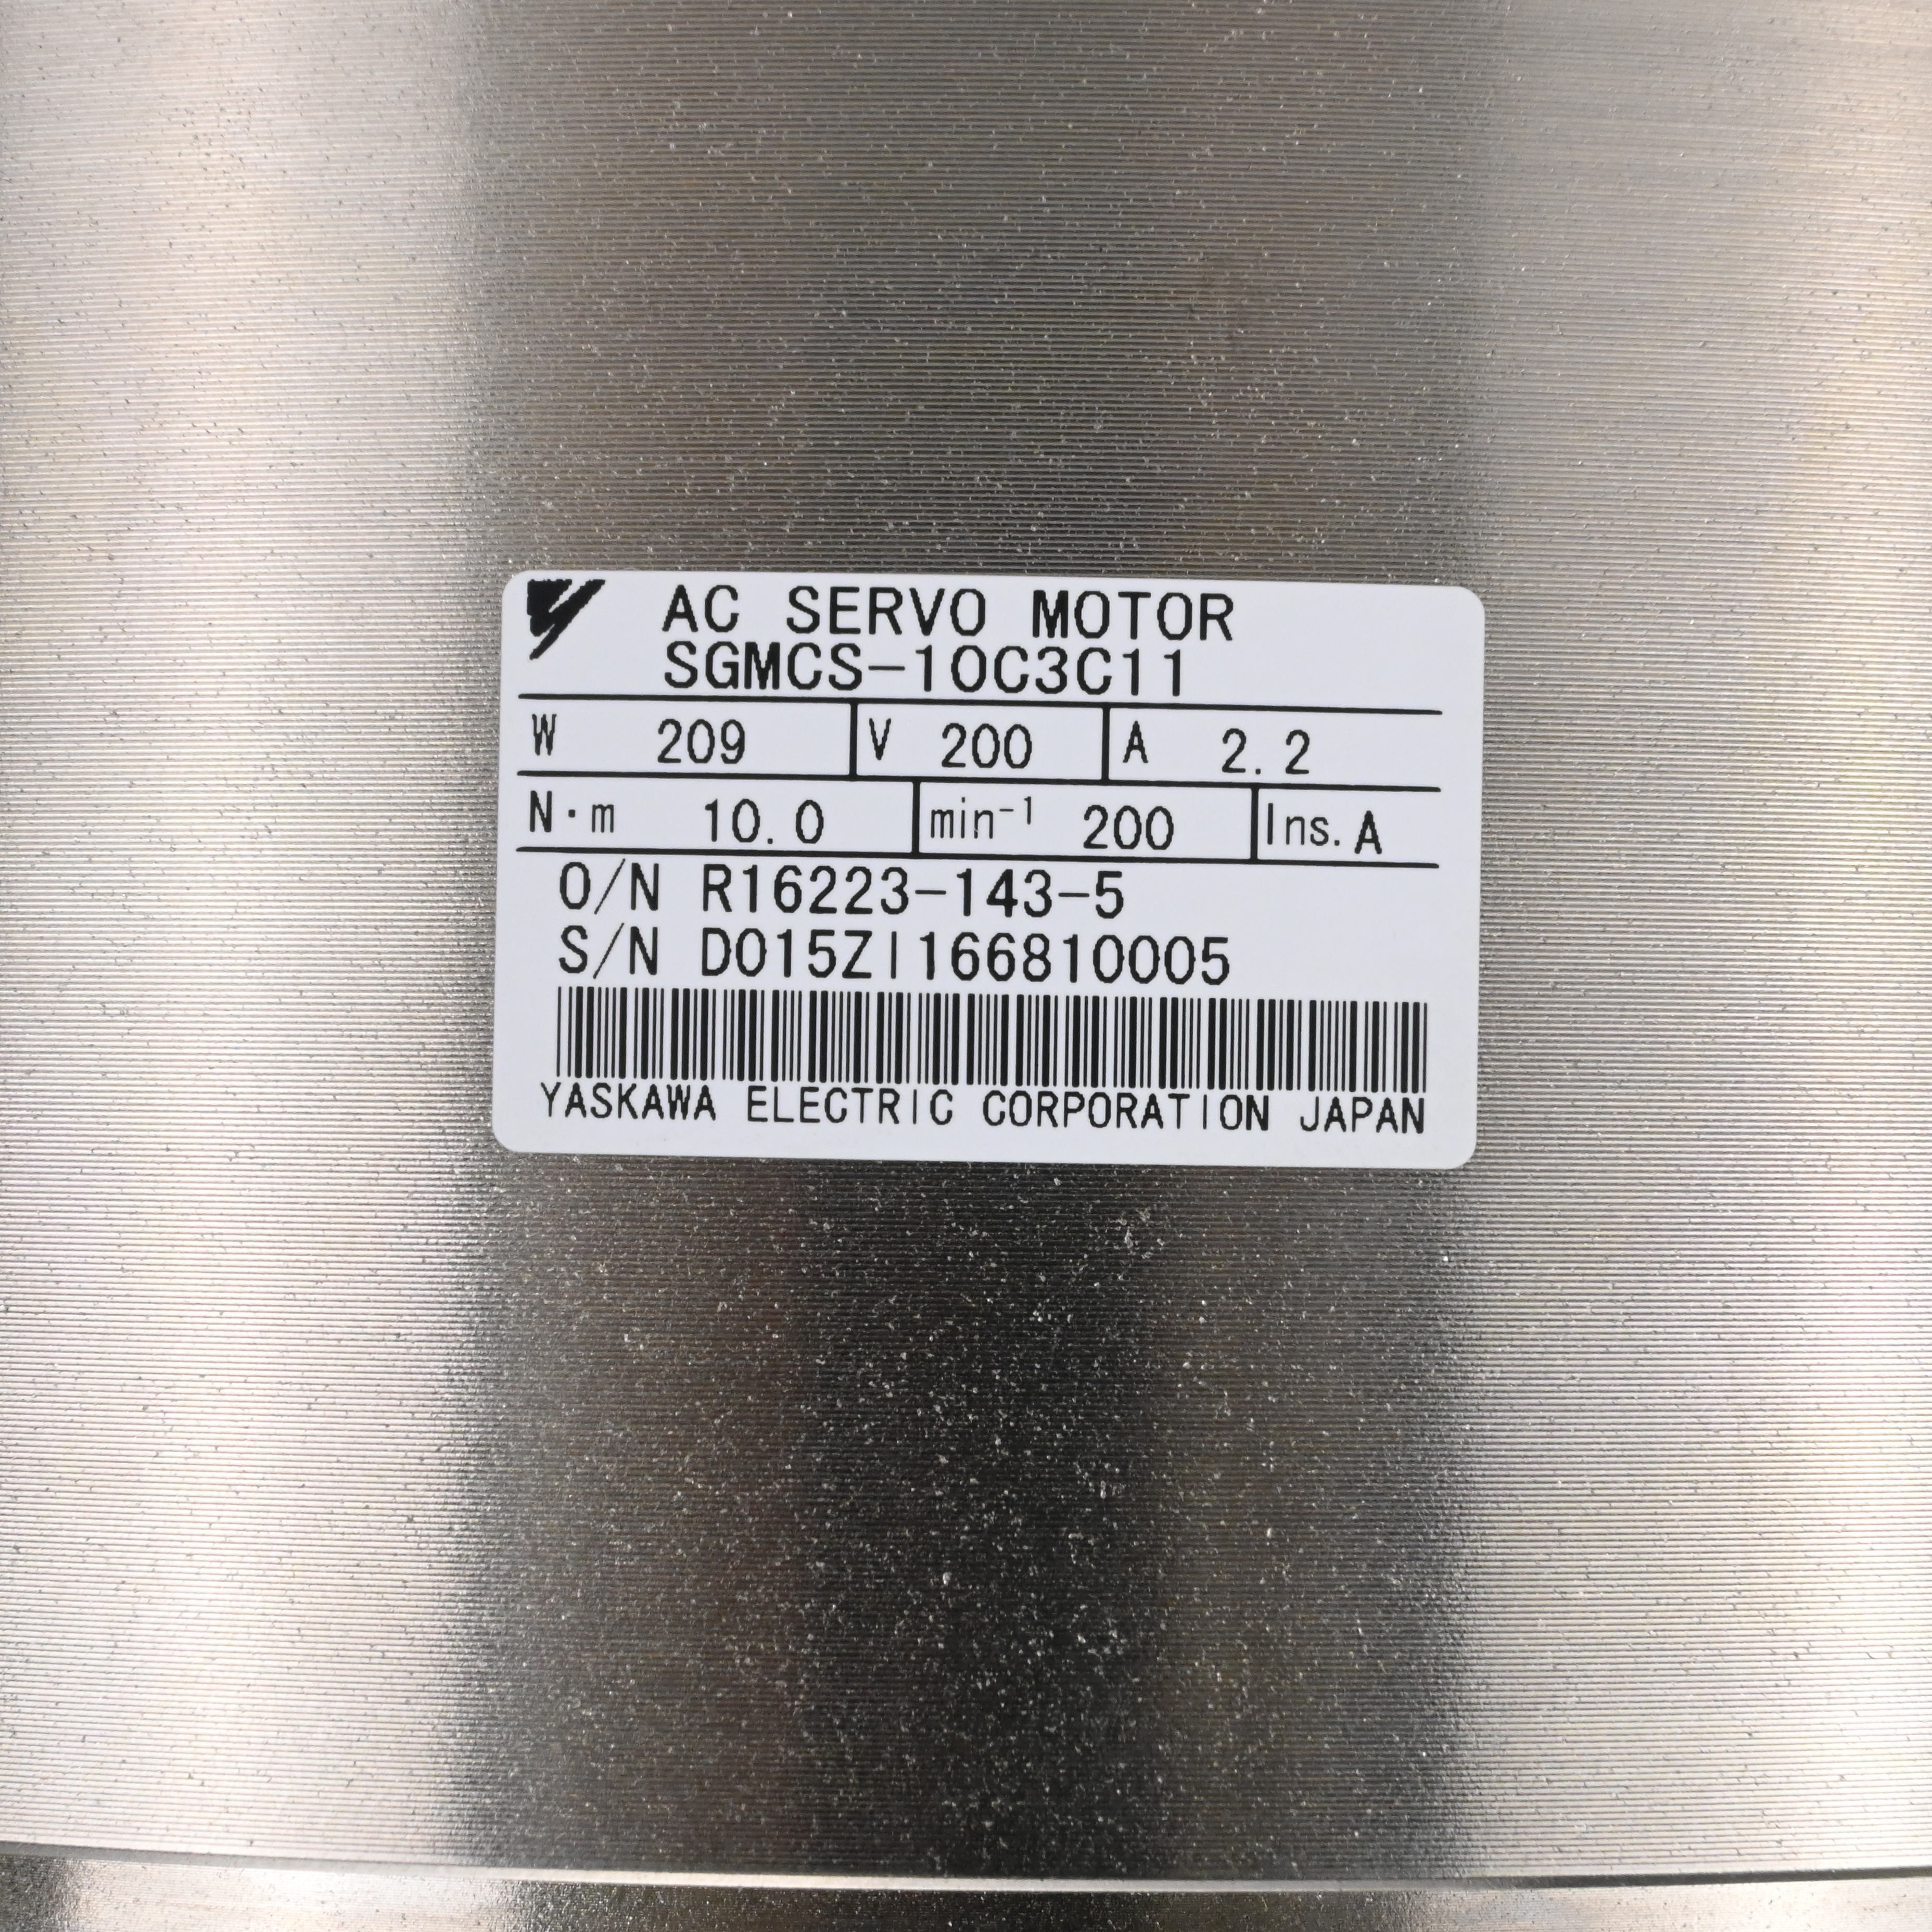 AC SERVO MOTOR
SGMCS-10C3C11
W 209 V 200 A 2.2
N·m 10.0 min⁻¹ 200 Ins. A
O/N R16223-143-5
S/N D015ZI166810005
YASKAWA ELECTRIC CORPORATION JAPAN